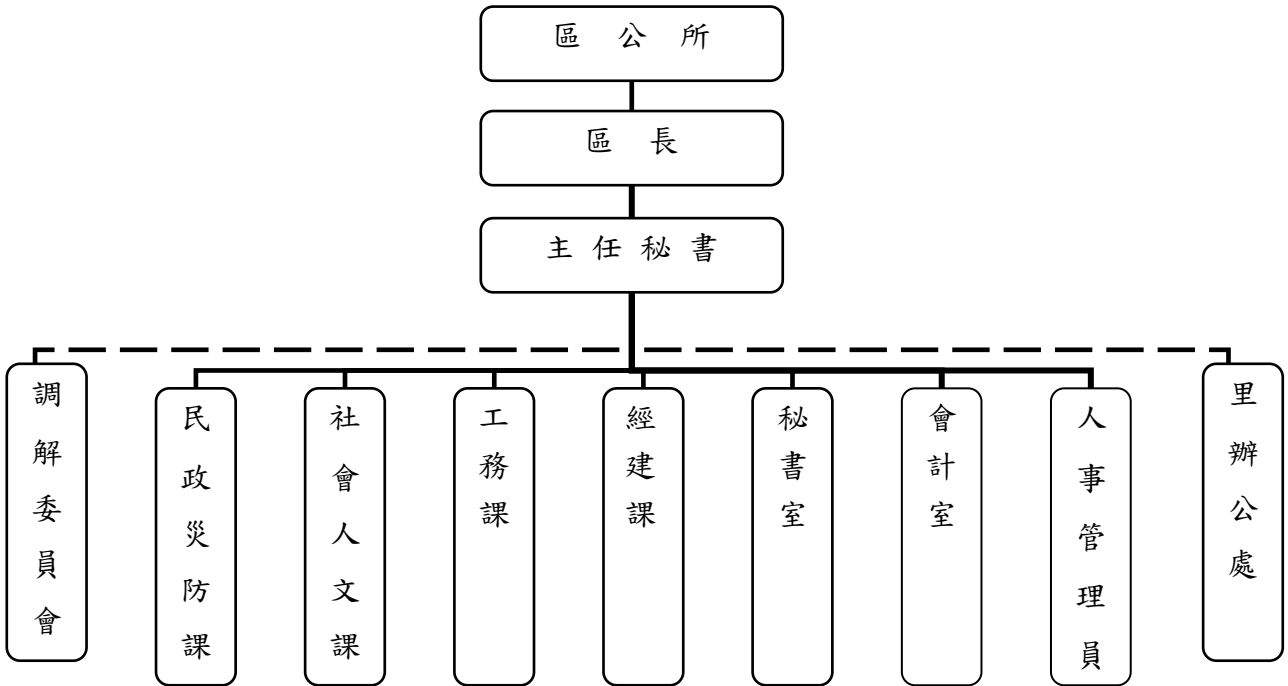 區公所
區長
主任秘書
調解委員會
民政災防課
社會人文課
工務課
經建課
秘書室
會計室
人事管理員
里辦公處